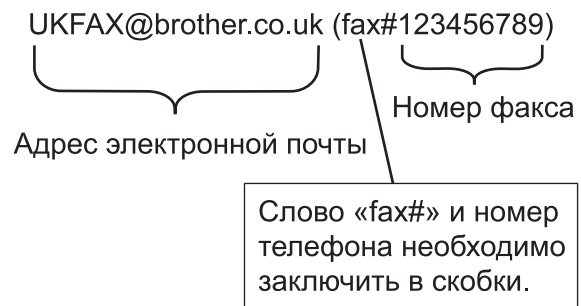 UKFAX@brother.co.uk (fax#123456789)
Номер факса
Адрес электронной почты
Слово «fax#» и номер
телефона необходимо
заключить в скобки.